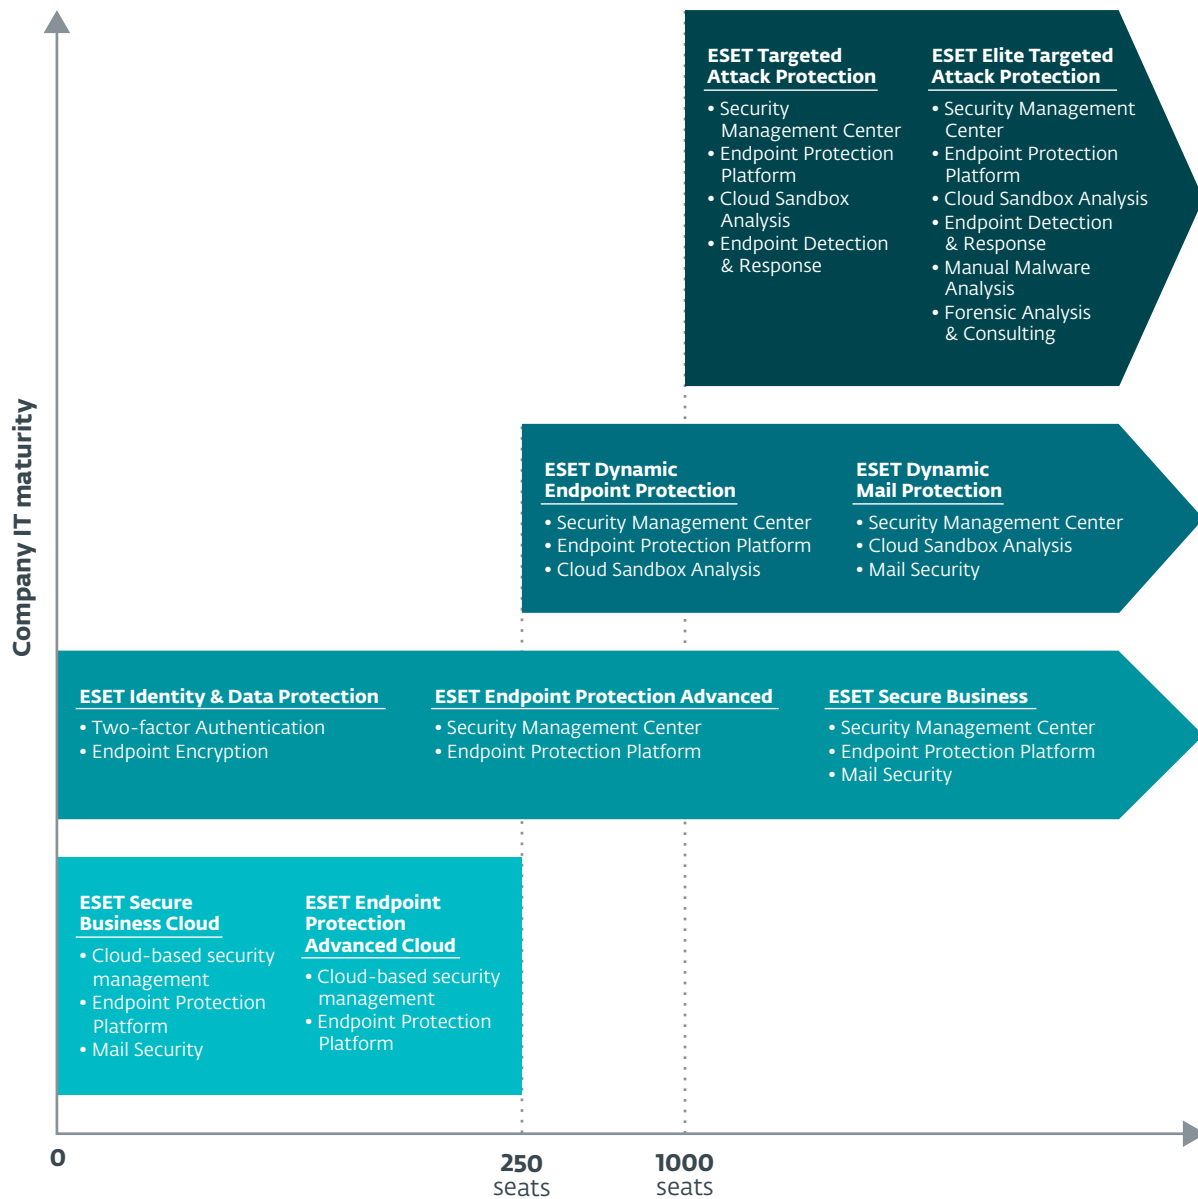 Company IT maturity
ESET Targeted
Attack Protection
• Security
Management Center
• Endpoint Protection
Platform
• Cloud Sandbox
Analysis
• Endpoint Detection
& Response
ESET Elite Targeted
Attack Protection
• Security Management
Center
• Endpoint Protection
Platform
• Cloud Sandbox Analysis
• Endpoint Detection
& Response
• Manual Malware
Analysis
• Forensic Analysis
& Consulting
ESET Dynamic
Endpoint Protection
• Security Management Center
• Endpoint Protection Platform
• Cloud Sandbox Analysis
ESET Dynamic
Mail Protection
• Security Management Center
• Cloud Sandbox Analysis
• Mail Security
ESET Identity & Data Protection
• Two-factor Authentication
• Endpoint Encryption
ESET Endpoint Protection Advanced
• Security Management Center
• Endpoint Protection Platform
ESET Secure Business
• Security Management Center
• Endpoint Protection Platform
• Mail Security
ESET Secure
Business Cloud
• Cloud-based security
management
• Endpoint Protection
Platform
• Mail Security
ESET Endpoint
Protection
Advanced Cloud
• Cloud-based security
management
• Endpoint Protection
Platform
0
250
seats
1000
seats